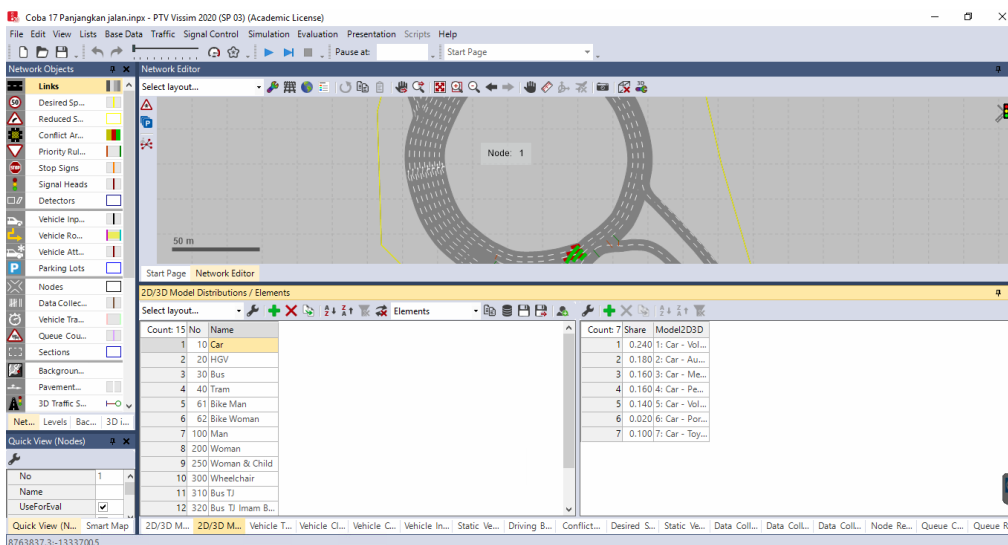 Coba 17 Panjangkan jalan.inpx - PTV Vissim 2020 (SP 03) (Academic License)
File Edit View Lists Base Data Traffic Signal Control Simulation Evaluation Presentation Scripts Help
Pause at: Start Page
Network Objects
Links
Desired Sp...
Reduced S...
Conflict Ar...
Priority Rul...
Stop Signs
Signal Heads
Detectors
Vehicle Inp...
Vehicle Ro...
Vehicle Att...
Parking Lots
Nodes
Data Collec...
Vehicle Tra...
Queue Cou...
Sections
Backgroun...
Pavement...
3D Traffic S...
Net... Levels Bac... 3D i...
Quick View (Nodes)
No 1
Name
UseForEval
Quick View (N... Smart Map
Network Editor
Select layout...
Node: 1
50 m
Start Page Network Editor
2D/3D Model Distributions / Elements
Select layout... Elements
Count: 15 No Name
1 10 Car
2 20 HGV
3 30 Bus
4 40 Tram
5 61 Bike Man
6 62 Bike Woman
7 100 Man
8 200 Woman
9 250 Woman & Child
10 300 Wheelchair
11 310 Bus TJ
12 320 Bus TJ Imam B...
Count: 7 Share Model2D3D
1 0.240 1: Car - Vol...
2 0.180 2: Car - Au...
3 0.160 3: Car - Me...
4 0.160 4: Car - Pe...
5 0.140 5: Car - Vol...
6 0.020 6: Car - Por...
7 0.100 7: Car - Toy...
2D/3D M... 2D/3D M... Vehicle T... Vehicle Cl... Vehicle C... Vehicle In... Static Ve... Driving B... Conflict... Desired S... Static Ve... Data Coll... Data Coll... Data Coll... Node Re... Queue C... Queue R
8763837.3:-13337005